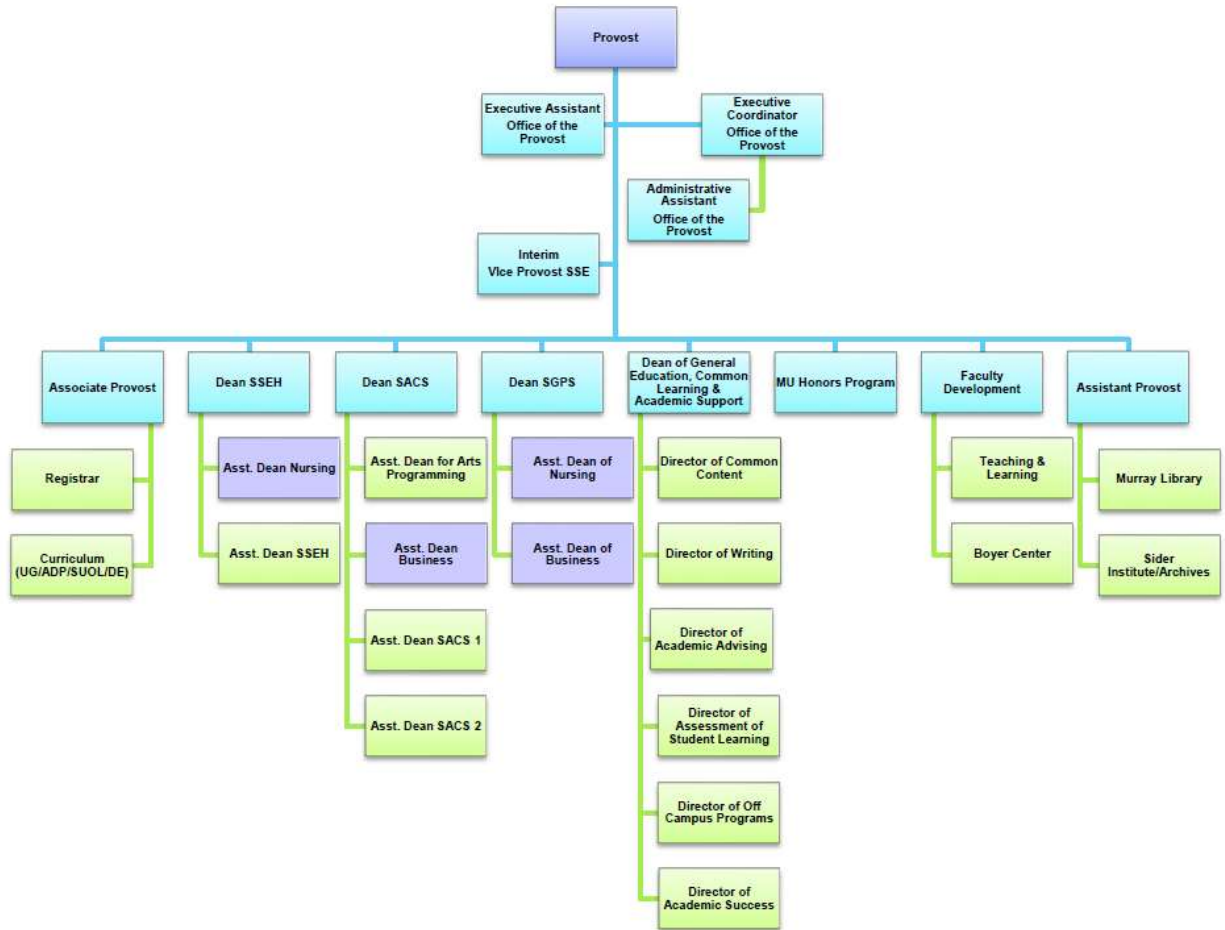 Provost
Executive Assistant
Office of the
Provost
Executive
Coordinator
Office of the
Provost
Administrative
Assistant
Office of the
Provost
Interim
VIce Provost SSE
Associate Provost
Dean SSEH
Dean SACS
Dean SGPS
Dean of General
Education, Common
Learning &
Academic Support
MU Honors Program
Faculty
Development
Assistant Provost
Registrar
Asst. Dean Nursing
Asst. Dean for Arts
Programming
Asst. Dean of
Nursing
Director of Common
Content
Teaching &
Learning
Murray Library
Curriculum
(UG/ADP/SUOL/DE)
Asst. Dean SSEH
Asst. Dean
Business
Asst. Dean of
Business
Director of Writing
Boyer Center
Sider
Institute/Archives
Asst. Dean SACS 1
Director of
Academic Advising
Asst. Dean SACS 2
Director of
Assessment of
Student Learning
Director of Off
Campus Programs
Director of
Academic Success